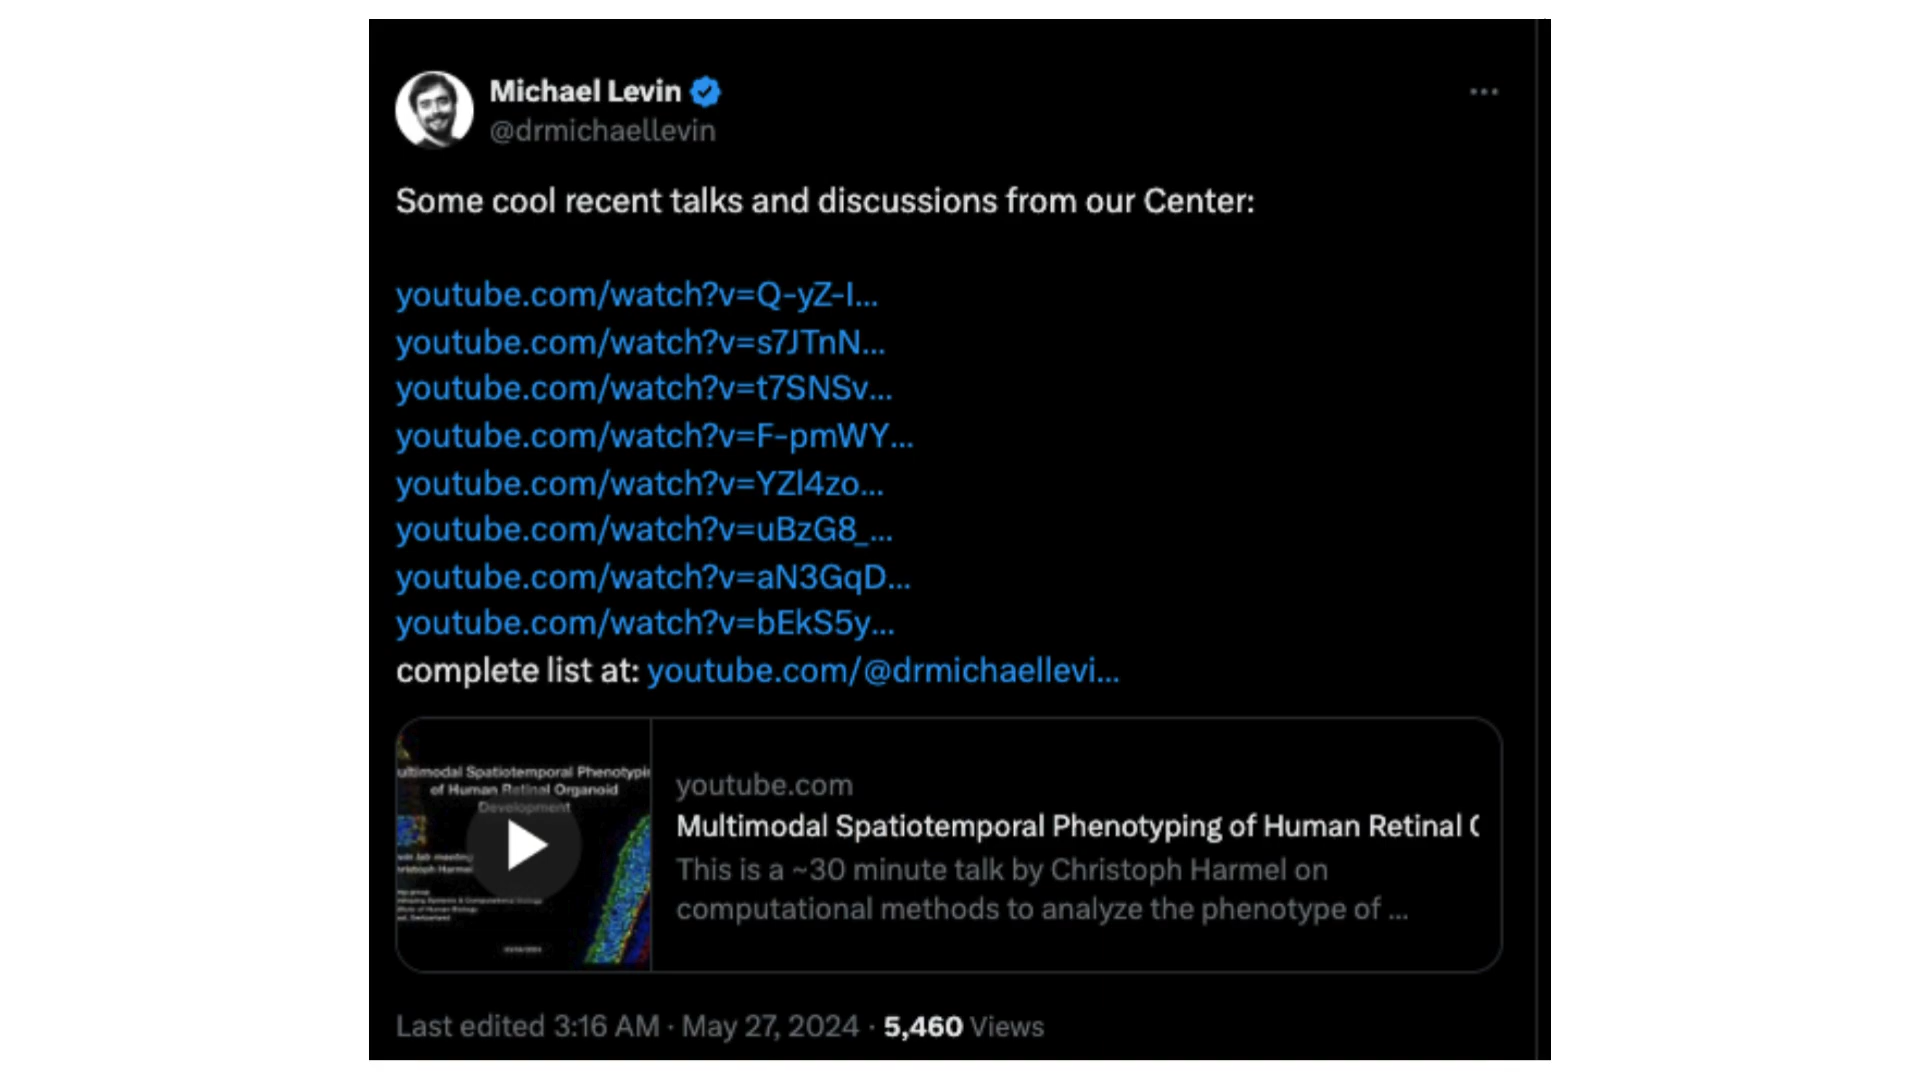 Michael Levin
@drmichaellevin
Some cool recent talks and discussions from our Center:
youtube.com/watch?v=Q-yZ-I...
youtube.com/watch?v=s7JTnN...
youtube.com/watch?v=t7SNSv...
youtube.com/watch?v=F-pmWY...
youtube.com/watch?v=YZl4zo...
youtube.com/watch?v=uBzG8_...
youtube.com/watch?v=aN3GqD...
youtube.com/watch?v=bEkS5y...
complete list at: youtube.com/@drmichaellevi...
ultimodal Spatiotemporal Phenotypi
of Human Retinal Organoid
Development
youtube.com
Multimodal Spatiotemporal Phenotyping of Human Retinal
This is a ~30 minute talk by Christoph Harmel on
computational methods to analyze the phenotype of ...
Last edited 3:16 AM · May 27, 2024 · 5,460 Views